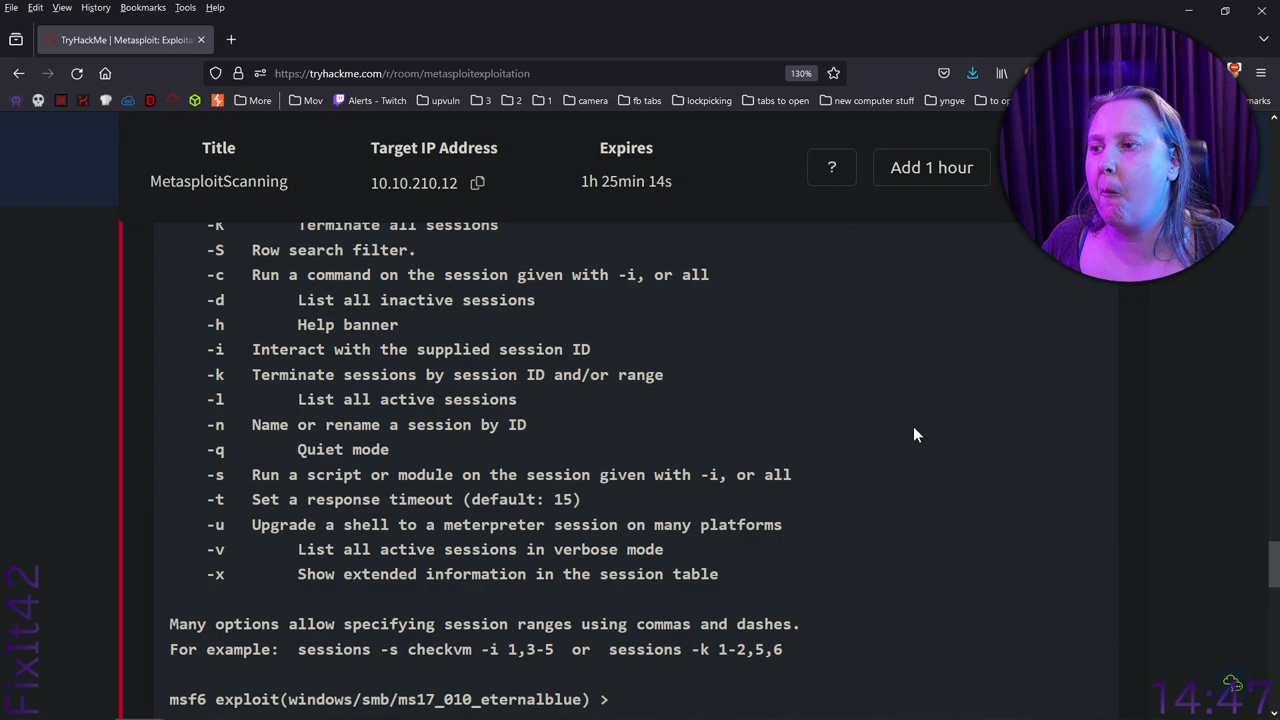 File Edit View History Bookmarks Tools Help
TryHackMe | Metasploit: Exploita
https://tryhackme.com/r/room/metasploitexploitation
130%
More Mov Alerts - Twitch upvuln 3 2 1 camera fb tabs lockpicking tabs to open new computer stuff yngve to o
Title
MetasploitScanning
Target IP Address
10.10.210.12
Expires
1h 25min 14s
?
Add 1 hour
-K Terminate all sessions
-S Row search filter.
-c Run a command on the session given with -i, or all
-d List all inactive sessions
-h Help banner
-i Interact with the supplied session ID
-k Terminate sessions by session ID and/or range
-l List all active sessions
-n Name or rename a session by ID
-q Quiet mode
-s Run a script or module on the session given with -i, or all
-t Set a response timeout (default: 15)
-u Upgrade a shell to a meterpreter session on many platforms
-v List all active sessions in verbose mode
-x Show extended information in the session table
Many options allow specifying session ranges using commas and dashes.
For example: sessions -s checkvm -i 1,3-5 or sessions -k 1-2,5,6
msf6 exploit(windows/smb/ms17_010_eternalblue) >
FixIt42
14:47